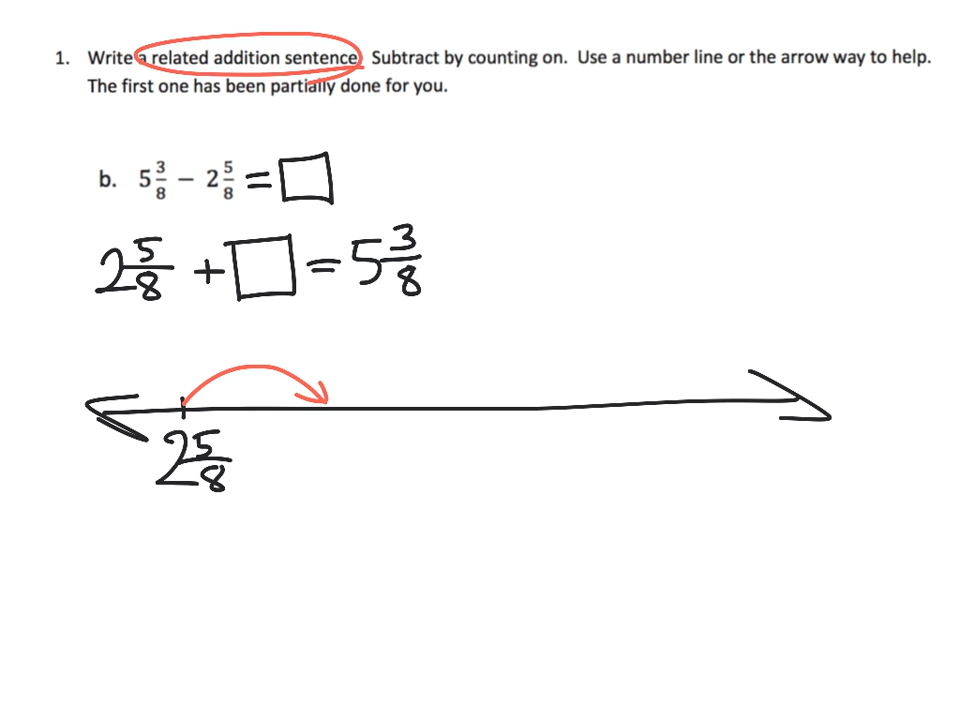 1. Write a related addition sentence. Subtract by counting on. Use a number line or the arrow way to help.
The first one has been partially done for you.
b. 5 3/8 − 2 5/8 = □
2 5/8 + □ = 5 3/8
2 5/8